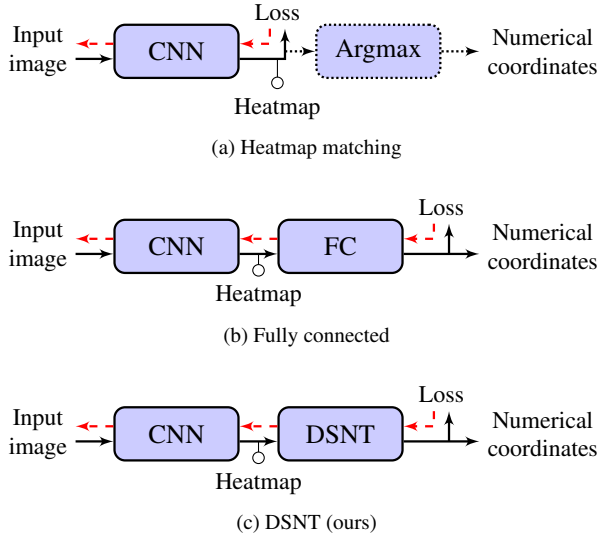 Loss
Input
image
CNN
Argmax
Numerical
coordinates
Heatmap
(a) Heatmap matching
Loss
Input
image
CNN
FC
Numerical
coordinates
Heatmap
(b) Fully connected
Loss
Input
image
CNN
DSNT
Numerical
coordinates
Heatmap
(c) DSNT (ours)